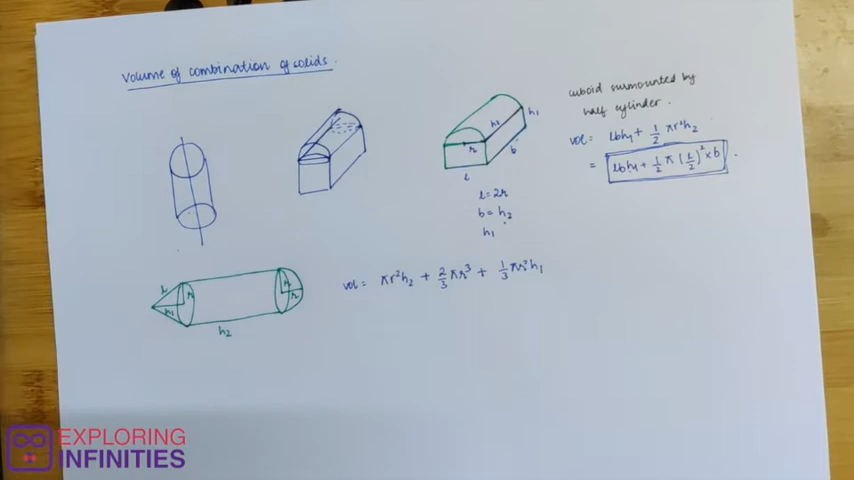 Volume of combination of solids.
cuboid surmounted by
half cylinder.
vol = lbh₁ + 1/2 πr²h₂
= lbh₁ + 1/2 π (l/2)² × b
h₁
h₂
r
b
l
l = 2r
b = h₂
h₁
l
r
h₁
h₂
r
r
vol = πr²h₂ + 2/3 πr³ + 1/3 πr²h₁
EXPLORING
INFINITIES